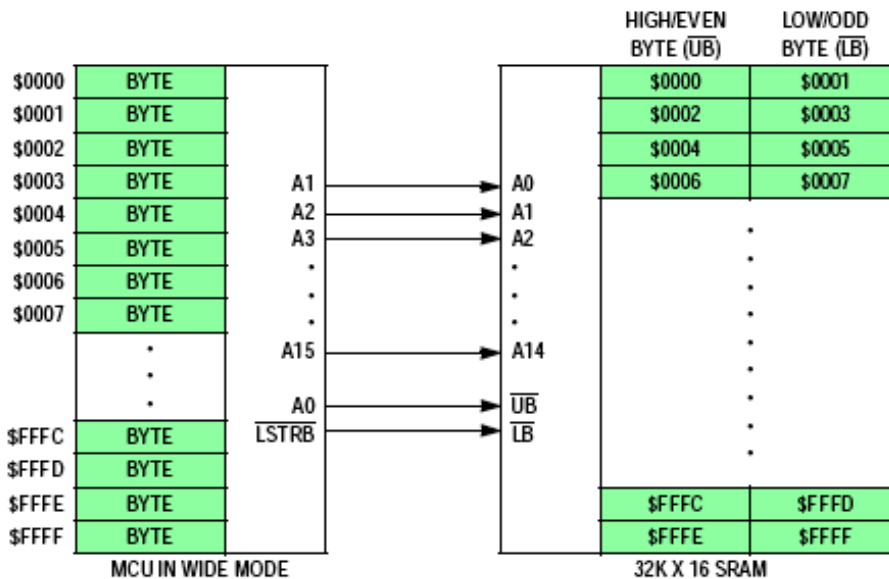 HIGH/EVEN LOW/ODD
BYTE (UB) BYTE (LB)
$0000 BYTE $0000 $0001
$0001 BYTE $0002 $0003
$0002 BYTE $0004 $0005
$0003 BYTE A1 A0 $0006 $0007
$0004 BYTE A2 A1
$0005 BYTE A3 A2
$0006 BYTE
$0007 BYTE
A15 A14
A0 UB
$FFFC BYTE LSTRB LB
$FFFD BYTE
$FFFE BYTE $FFFC $FFFD
$FFFF BYTE $FFFE $FFFF
MCU IN WIDE MODE 32K X 16 SRAM